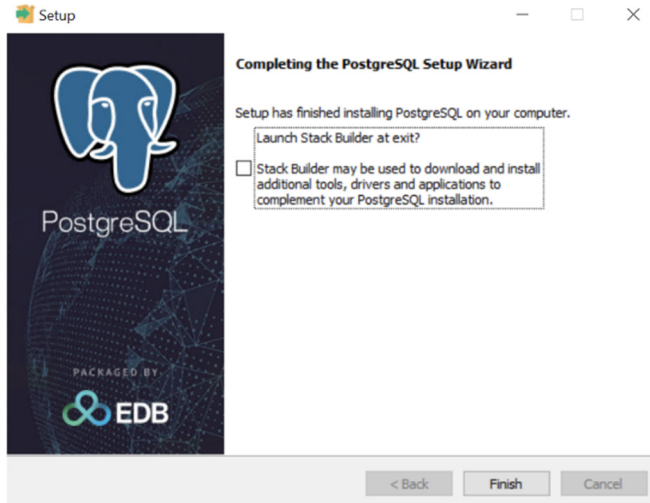 Setup
Completing the PostgreSQL Setup Wizard
Setup has finished installing PostgreSQL on your computer.
Launch Stack Builder at exit?
Stack Builder may be used to download and install
additional tools, drivers and applications to
complement your PostgreSQL installation.
PostgreSQL
PACKAGED BY
EDB
< Back
Finish
Cancel